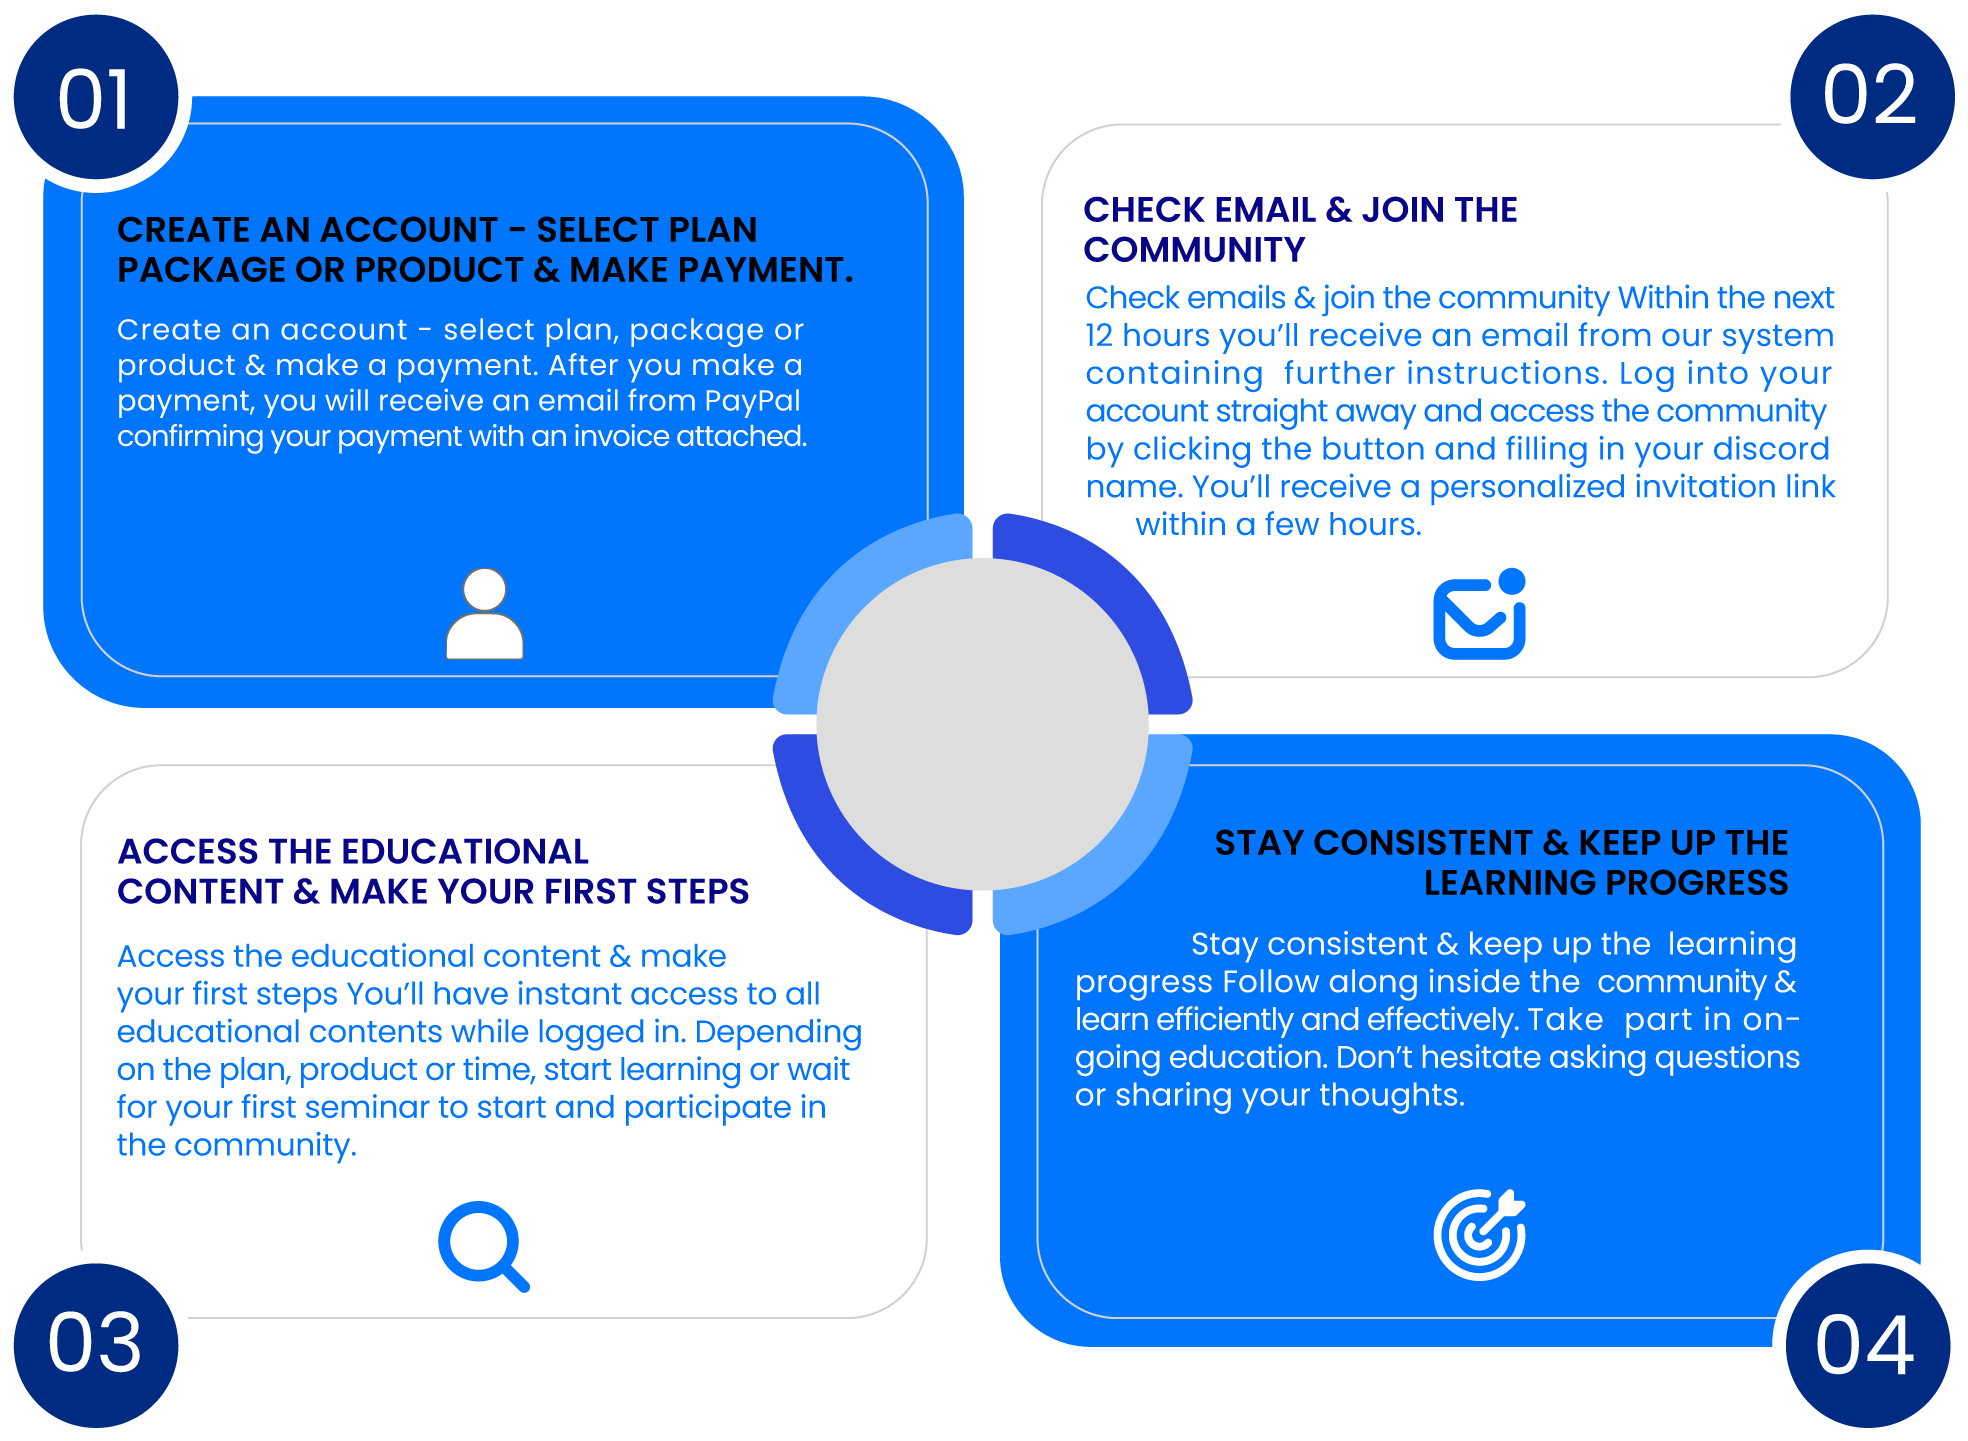 01
CREATE AN ACCOUNT - SELECT PLAN
PACKAGE OR PRODUCT & MAKE PAYMENT.
Create an account - select plan, package or
product & make a payment. After you make a
payment, you will receive an email from PayPal
confirming your payment with an invoice attached.
02
CHECK EMAIL & JOIN THE
COMMUNITY
Check emails & join the community Within the next
12 hours you’ll receive an email from our system
containing further instructions. Log into your
account straight away and access the community
by clicking the button and filling in your discord
name. You’ll receive a personalized invitation link
within a few hours.
03
ACCESS THE EDUCATIONAL
CONTENT & MAKE YOUR FIRST STEPS
Access the educational content & make
your first steps You’ll have instant access to all
educational contents while logged in. Depending
on the plan, product or time, start learning or wait
for your first seminar to start and participate in
the community.
04
STAY CONSISTENT & KEEP UP THE
LEARNING PROGRESS
Stay consistent & keep up the learning
progress Follow along inside the community &
learn efficiently and effectively. Take part in on-
going education. Don’t hesitate asking questions
or sharing your thoughts.